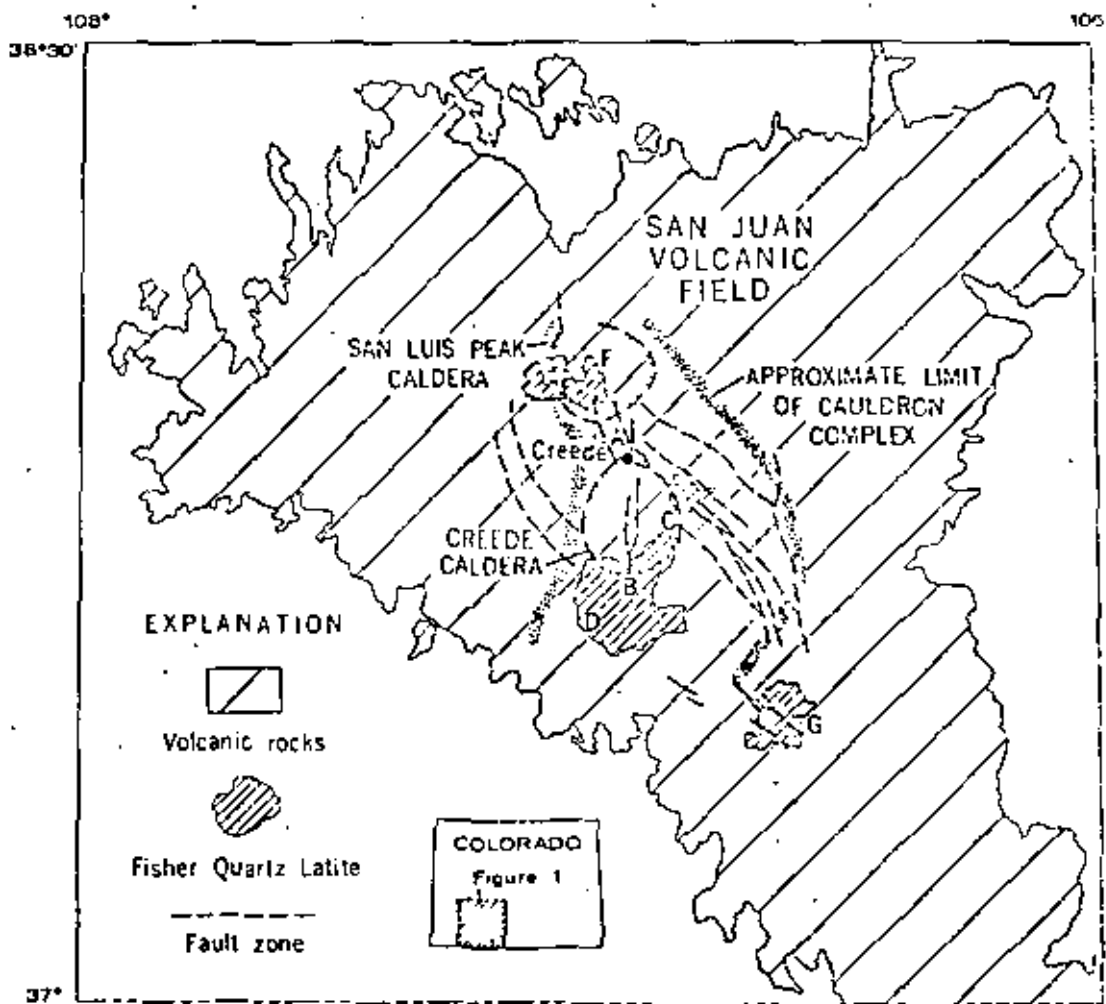 108°
106
38°30'
SAN JUAN
VOLCANIC
FIELD
SAN LUIS PEAK
CALDERA
F
APPROXIMATE LIMIT
OF CAULDRON
COMPLEX
Creede
CREEDE
CALDERA
B
D
G
EXPLANATION
Volcanic rocks
Fisher Quartz Latite
Fault zone
COLORADO
Figure 1
37°